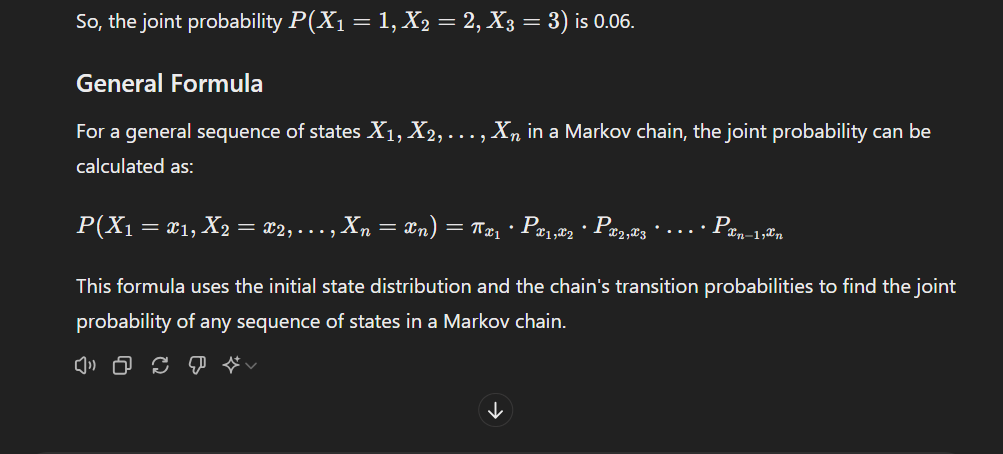 So, the joint probability P(X₁ = 1, X₂ = 2, X₃ = 3) is 0.06.
General Formula
For a general sequence of states X₁, X₂, . . . , Xₙ in a Markov chain, the joint probability can be
calculated as:
P(X₁ = x₁, X₂ = x₂, . . . , Xₙ = xₙ) = π_{x₁} · P_{x₁,x₂} · P_{x₂,x₃} · . . . · P_{xₙ₋₁,xₙ}
This formula uses the initial state distribution and the chain's transition probabilities to find the joint
probability of any sequence of states in a Markov chain.